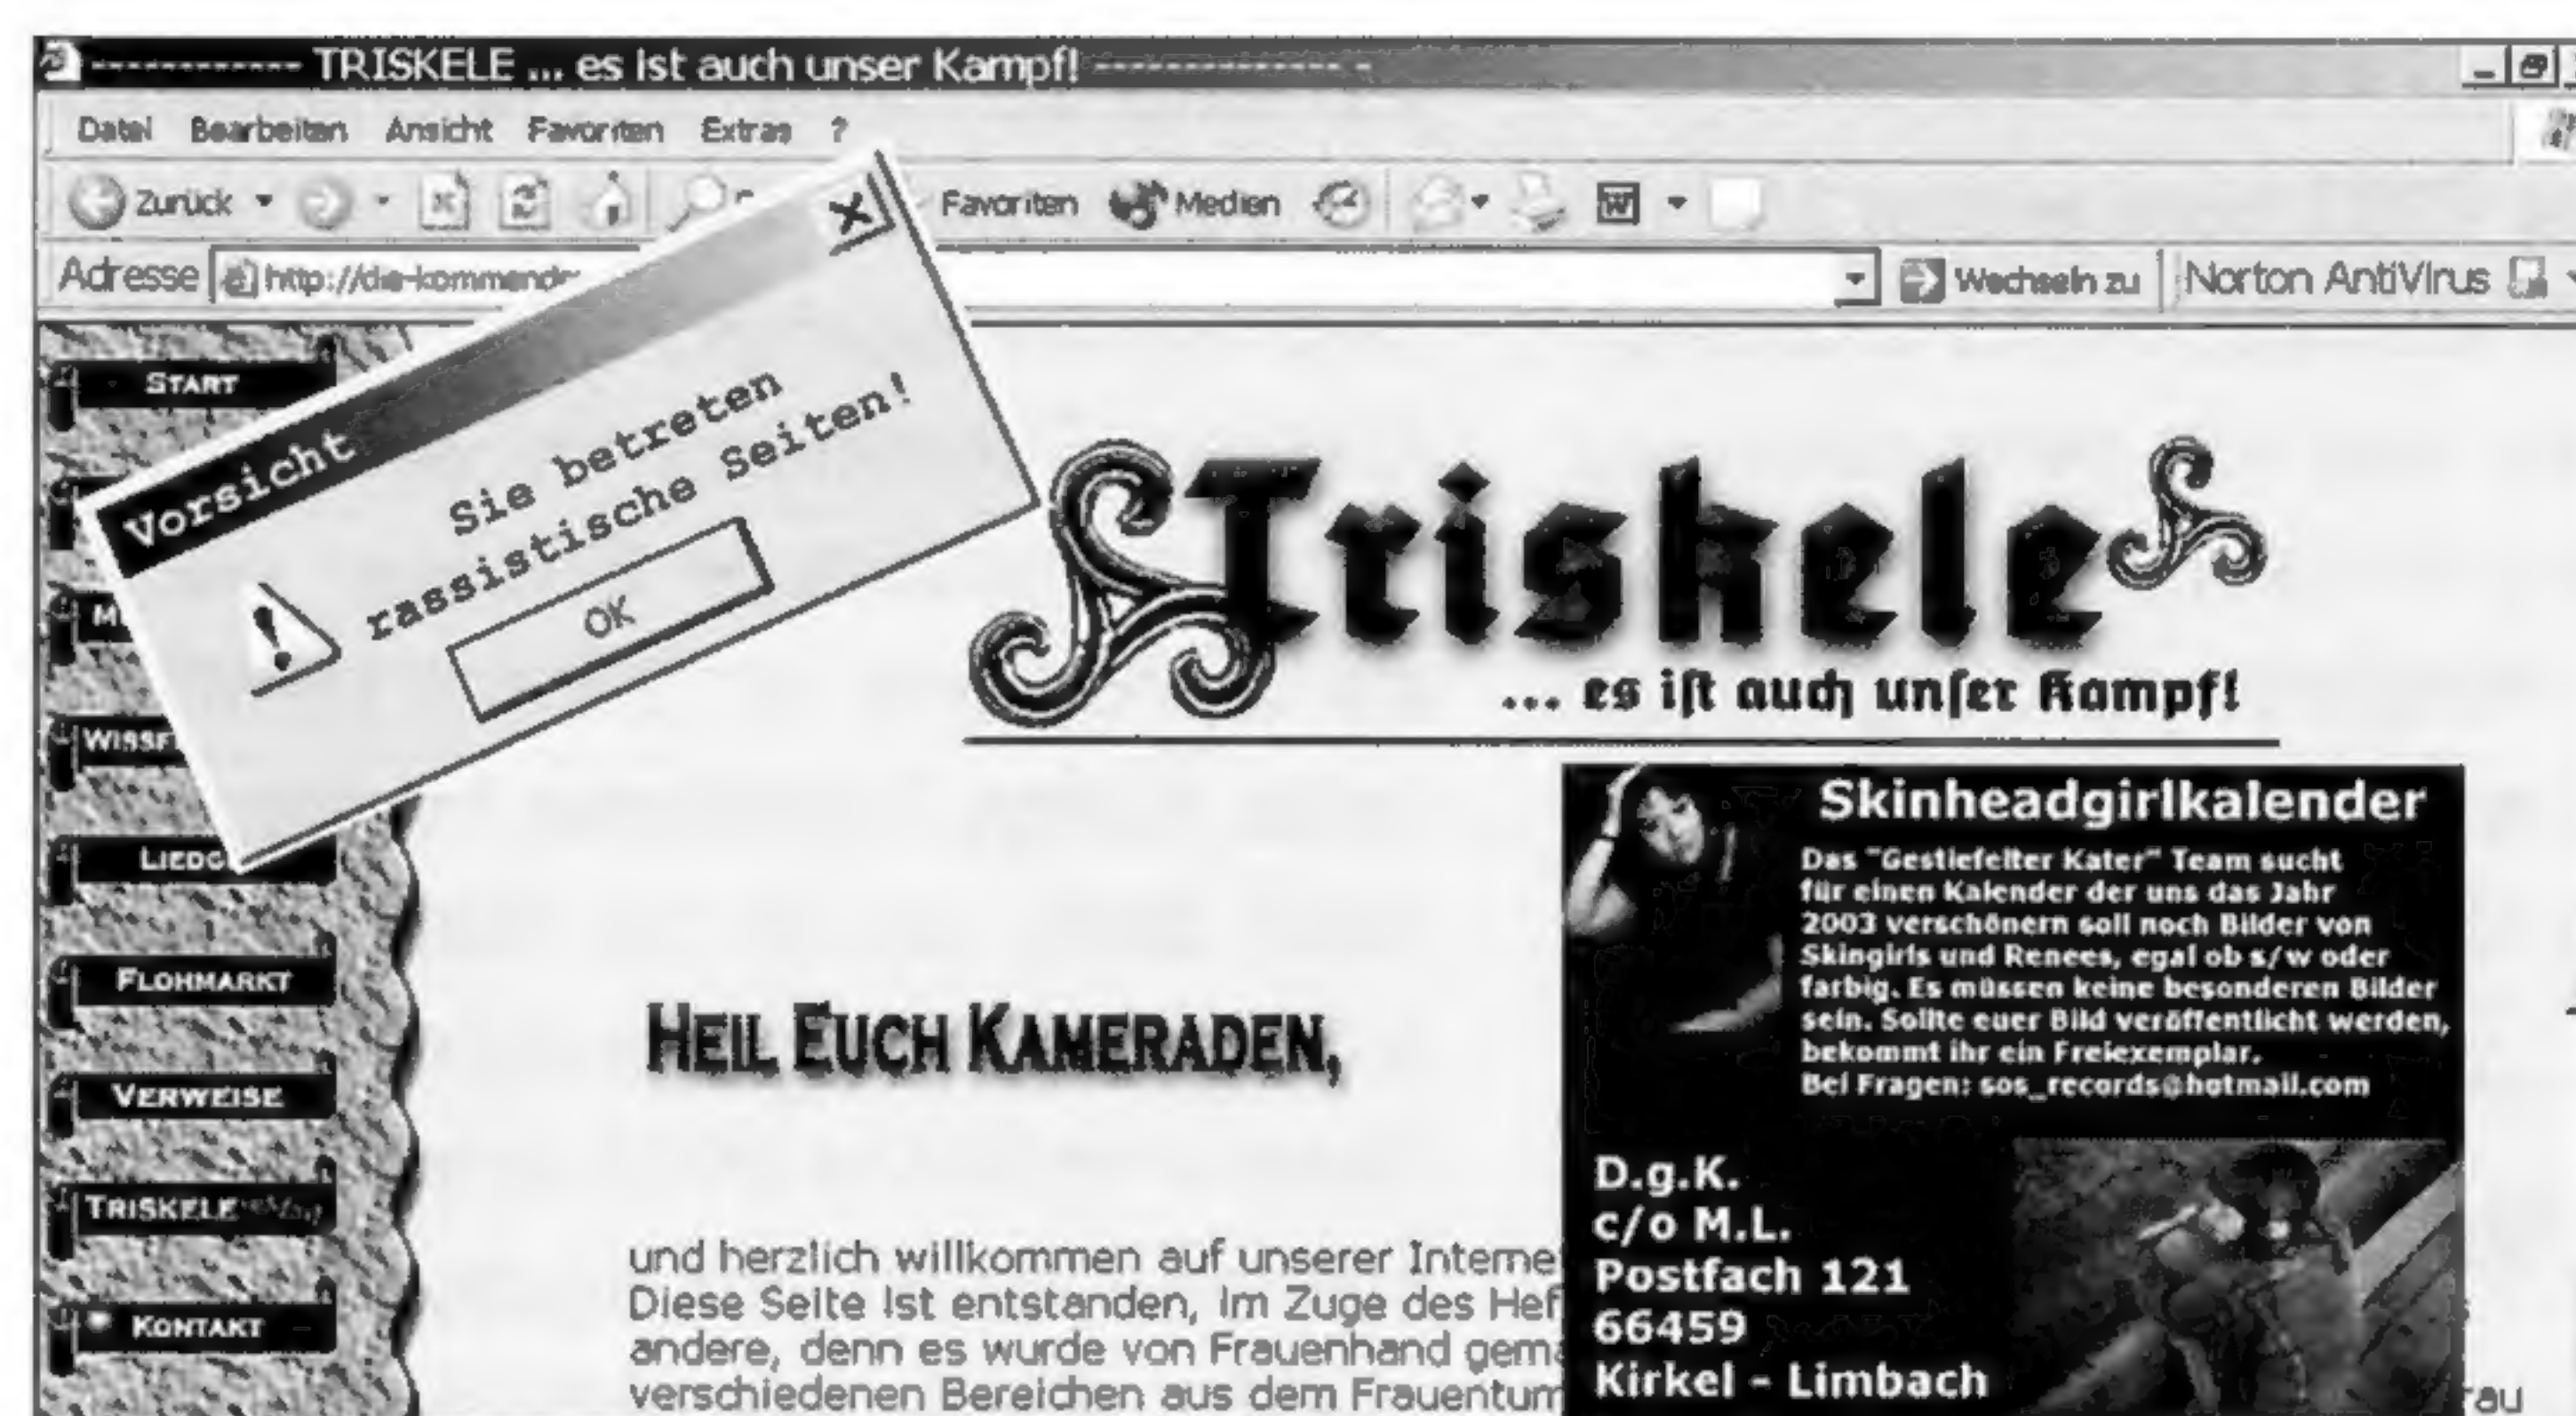 ------------- TRISKELE ... es ist auch unser Kampf! --------------- -
Datei Bearbeiten Ansicht Favoriten Extras ?
Zurück Favoriten Medien
Adresse http://die-kommend Wechseln zu Norton AntiVirus
START
LIEDG
FLOHMARKT
VERWEISE
TRISKELE
KONTAKT
Vorsicht
Sie betreten
rassistische Seiten!
OK
Triskele
... es iſt auch unſer Kampf!
HEIL EUCH KAMERADEN,
und herzlich willkommen auf unserer Interne
Diese Seite ist entstanden, im Zuge des Hef
andere, denn es wurde von Frauenhand gema
verschiedenen Bereichen aus dem Frauentum
rau
Skinheadgirlkalender
Das "Gestiefelter Kater" Team sucht
für einen Kalender der uns das Jahr
2003 verschönern soll noch Bilder von
Skingirls und Renees, egal ob s/w oder
farbig. Es müssen keine besonderen Bilder
sein. Sollte euer Bild veröffentlicht werden,
bekommt ihr ein Freiexemplar.
Bei Fragen: sos_records@hotmail.com
D.g.K.
c/o M.L.
Postfach 121
66459
Kirkel - Limbach